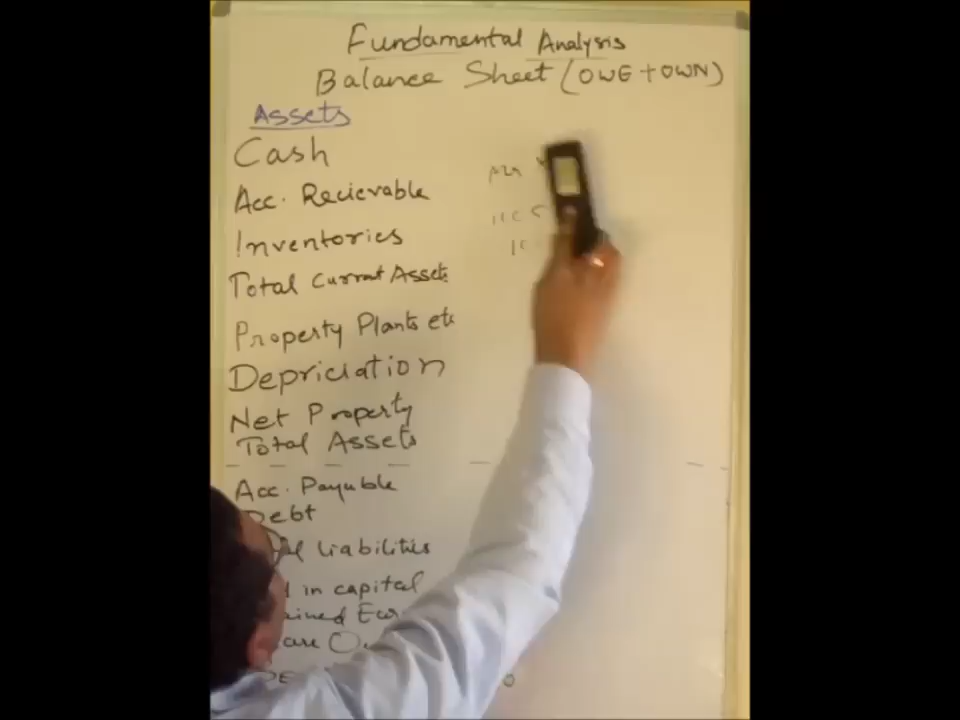 Fundamental Analysis
Balance Sheet (OWE + OWN)
Assets
Cash
Acc. Recievable
Inventories
Total Current Assets
Property Plants etc
Depriciation
Net Property
Total Assets
Acc. Payable
Debt
liabilities
in capital